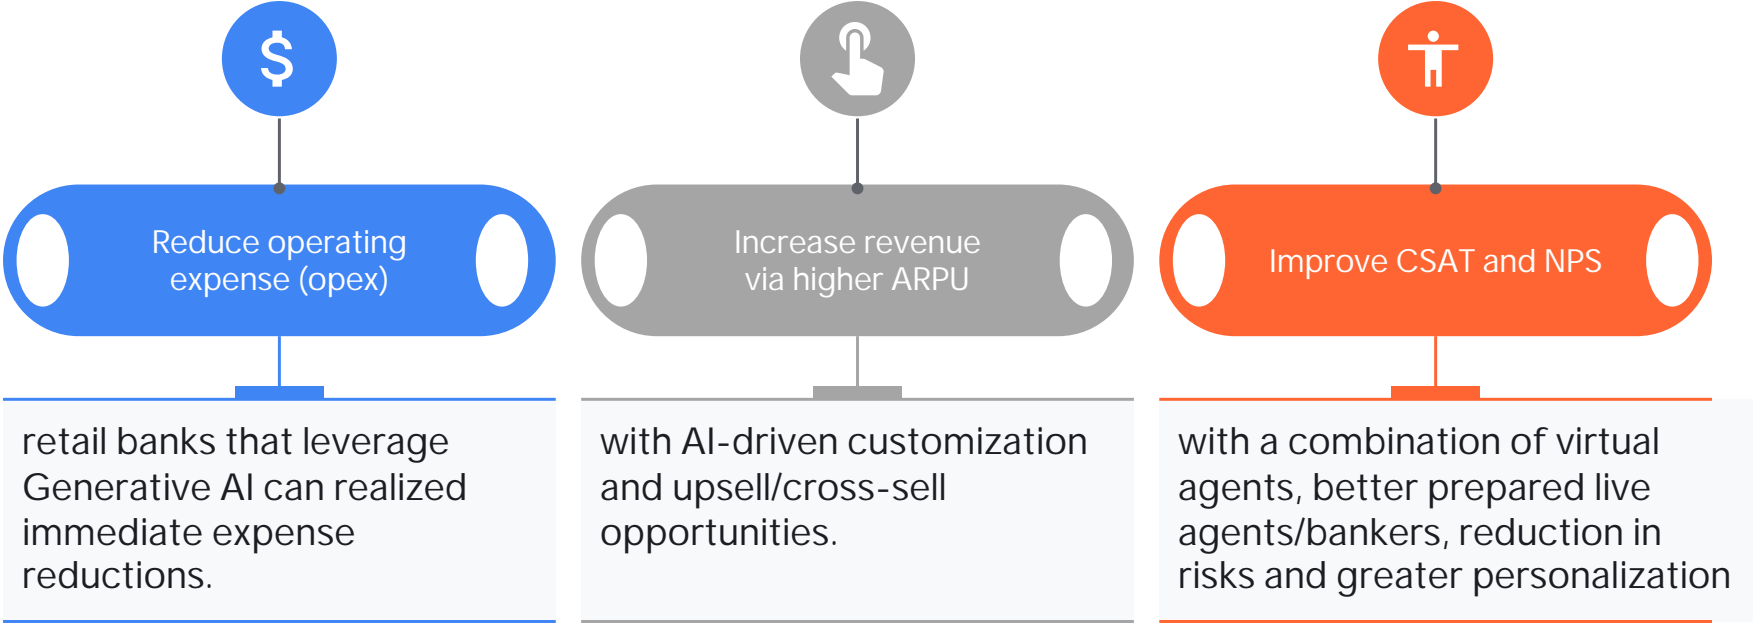 $
Reduce operating
expense (opex)
retail banks that leverage
Generative AI can realized
immediate expense
reductions.
Increase revenue
via higher ARPU
with AI-driven customization
and upsell/cross-sell
opportunities.
Improve CSAT and NPS
with a combination of virtual
agents, better prepared live
agents/bankers, reduction in
risks and greater personalization